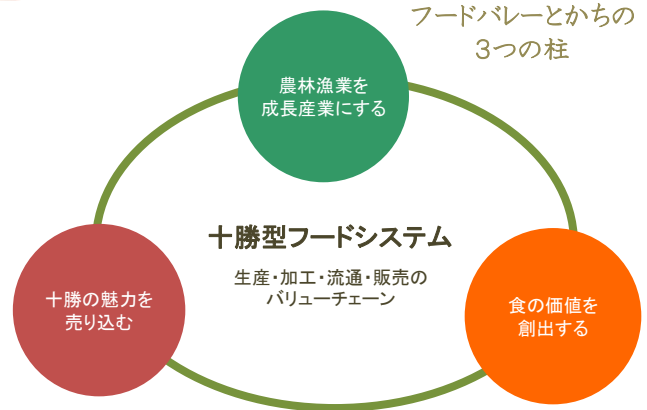 フードバレーとかちの
3つの柱
農林漁業を
成長産業にする
十勝型フードシステム
生産・加工・流通・販売の
バリューチェーン
十勝の魅力を
売り込む
食の価値を
創出する